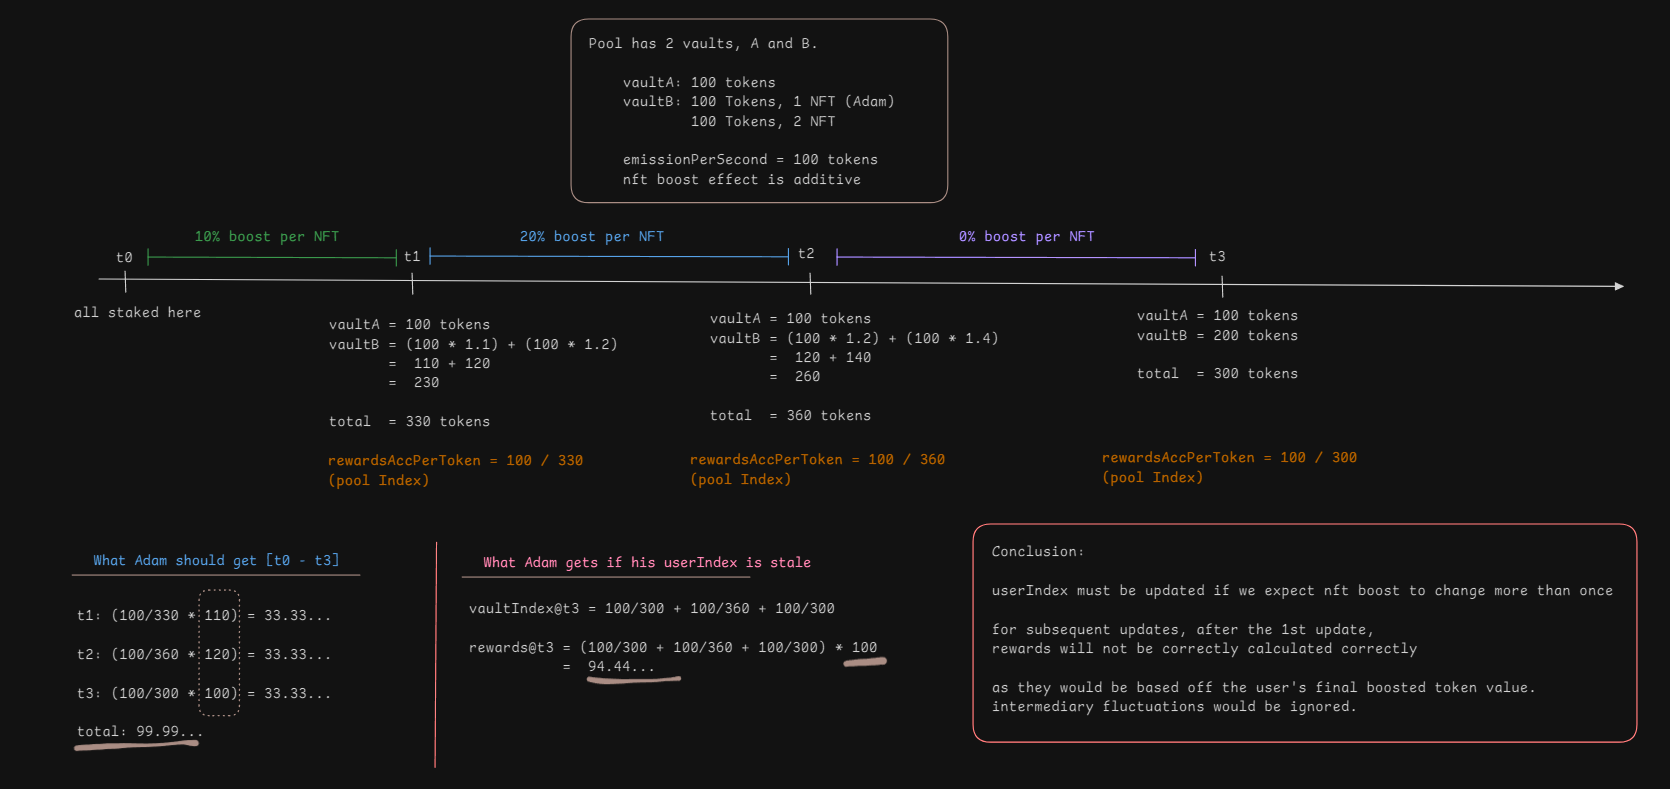 Pool has 2 vaults, A and B.
vaultA: 100 tokens
vaultB: 100 Tokens, 1 NFT (Adam)
100 Tokens, 2 NFT
emissionPerSecond = 100 tokens
nft boost effect is additive
10% boost per NFT
20% boost per NFT
0% boost per NFT
t0
t1
t2
t3
all staked here
vaultA = 100 tokens
vaultB = (100 * 1.1) + (100 * 1.2)
= 110 + 120
= 230
total = 330 tokens
rewardsAccPerToken = 100 / 330
(pool Index)
vaultA = 100 tokens
vaultB = (100 * 1.2) + (100 * 1.4)
= 120 + 140
= 260
total = 360 tokens
rewardsAccPerToken = 100 / 360
(pool Index)
vaultA = 100 tokens
vaultB = 200 tokens
total = 300 tokens
rewardsAccPerToken = 100 / 300
(pool Index)
What Adam should get [t0 - t3]
t1: (100/330 * 110) = 33.33...
t2: (100/360 * 120) = 33.33...
t3: (100/300 * 100) = 33.33...
total: 99.99...
What Adam gets if his userIndex is stale
vaultIndex@t3 = 100/300 + 100/360 + 100/300
rewards@t3 = (100/300 + 100/360 + 100/300) * 100
= 94.44...
Conclusion:
userIndex must be updated if we expect nft boost to change more than once
for subsequent updates, after the 1st update,
rewards will not be correctly calculated correctly
as they would be based off the user's final boosted token value.
intermediary fluctuations would be ignored.